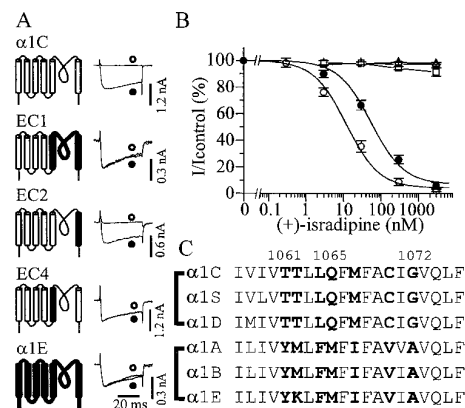 A
α1C
1.2 nA
EC1
0.3 nA
EC2
0.6 nA
EC4
1.2 nA
α1E
0.3 nA
20 ms
B
I/Icontrol (%)
100
80
60
40
20
0
0 0.1 1 10 100 1000
(+)-isradipine (nM)
C
1061 1065 1072
α1C IVIVTTLLQFMFACIGVQLF
α1S IVLVTTLLQFMFACIGVQLF
α1D IMIVTTLLQFMFACIGVQLF
α1A ILIVYMLFMFIFAVVAVQLF
α1B ILIVYMLFMFIFAVIAVQLF
α1E ILIVYKLFMFIFAVIAVQLF